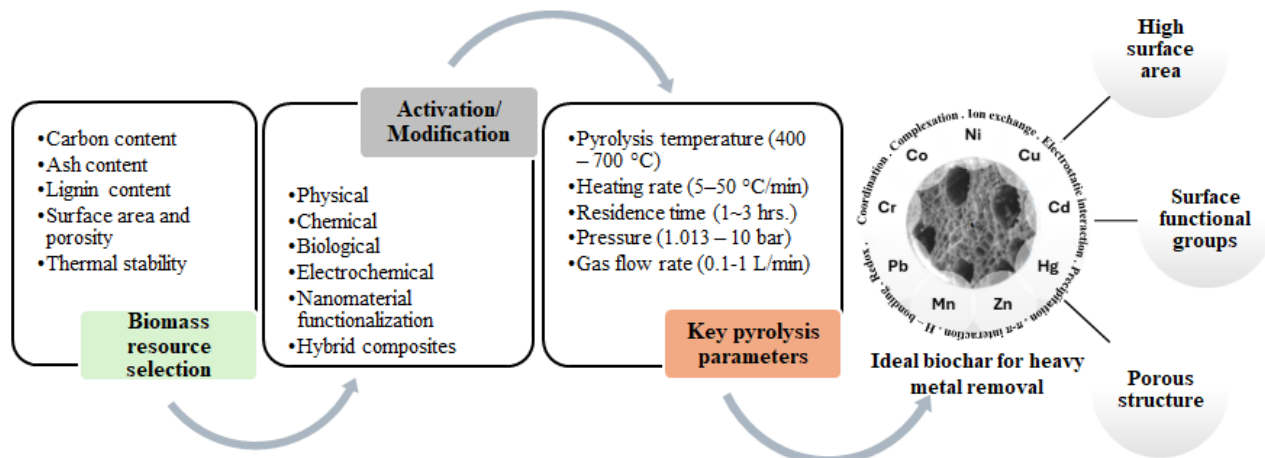 •Carbon content
•Ash content
•Lignin content
•Surface area and
porosity
•Thermal stability
Biomass
resource
selection
Activation/
Modification
•Physical
•Chemical
•Biological
•Electrochemical
•Nanomaterial
functionalization
•Hybrid composites
•Pyrolysis temperature (400
– 700 °C)
•Heating rate (5–50 °C/min)
•Residence time (1~3 hrs.)
•Pressure (1.013 – 10 bar)
•Gas flow rate (0.1-1 L/min)
Key pyrolysis
parameters
Coordination . Complexation . Ion exchange . Electrostatic interaction . Precipitation . π-π interaction . H – bonding . Redox .
Ni
Cu
Cd
Hg
Zn
Mn
Pb
Cr
Co
Ideal biochar for heavy
metal removal
High
surface
area
Surface
functional
groups
Porous
structure